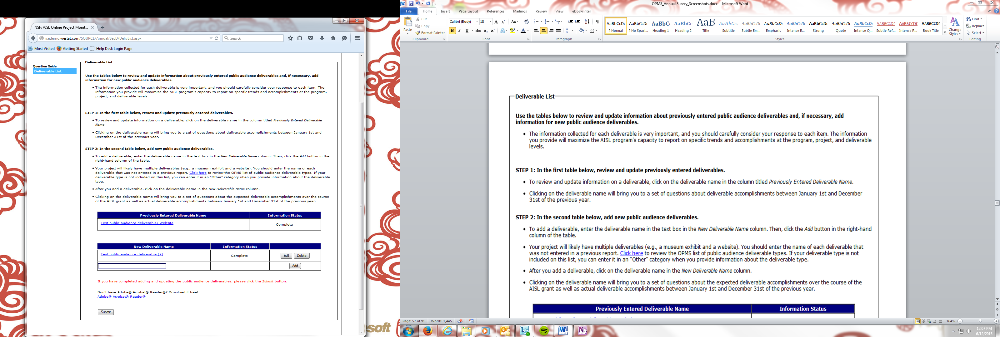 NSF: AISL Online Project Monit...
isedemo.westat.com/SOURCE/Annual/SecD/DelivList.aspx
Search
Most Visited
Getting Started
Help Desk Login Page
Question Guide
Deliverable List
Deliverable List
Use the tables below to review and update information about previously entered public audience deliverables and, if necessary, add
information for new public audience deliverables.
• The information collected for each deliverable is very important, and you should carefully consider your response to each item. The
information you provide will maximize the AISL program's capacity to report on specific trends and accomplishments at the program,
project, and deliverable levels.
STEP 1: In the first table below, review and update previously entered deliverables.
• To review and update information on a deliverable, click on the deliverable name in the column titled Previously Entered Deliverable
Name.
• Clicking on the deliverable name will bring you to a set of questions about deliverable accomplishments between January 1st and
December 31st of the previous year.
STEP 2: In the second table below, add new public audience deliverables.
• To add a deliverable, enter the deliverable name in the text box in the New Deliverable Name column. Then, click the Add button in the
right-hand column of the table.
• Your project will likely have multiple deliverables (e.g., a museum exhibit and a website). You should enter the name of each
deliverable that was not entered in a previous report. Click here to review the OPMS list of public audience deliverable types. If your
deliverable type is not included on this list, you can enter it in an “Other” category when you provide information about the deliverable
type.
• After you add a deliverable, click on the deliverable name in the New Deliverable Name column.
• Clicking on the deliverable name will bring you to a set of questions about the expected deliverable accomplishments over the course
of the AISL grant as well as actual deliverable accomplishments between January 1st and December 31st of the previous year.
Previously Entered Deliverable Name Information Status
Test public audience deliverable: Website Complete
New Deliverable Name Information Status
Test public audeince deliverable (2) Complete Edit Delete
Add
If you have completed adding and updating the public audience deliverables, please click the Submit button.
Don't have Adobe® Acrobat® Reader®? Download it free!
Adobe® Acrobat® Reader®
Submit
soft
OPMS_Annual Survey_Screenshots.docx - Microsoft Word
File Home Insert Page Layout References Mailings Review View eDocPrinter
Paste
Cut
Copy
Format Painter
Clipboard
Calibri (Body) 18
Font
Paragraph
AaBbCcDc AaBbCcDc AaBbC( AaBbCc AaB AaBbCc. AaBbCcDc AaBbCcDc AaBbCcDc AaBbCcDc AaBbCcDc AaBbCcDc AABBCCDC AABBCCDC AABBCCDC
¶ Normal ¶ No Spaci... Heading 1 Heading 2 Title Subtitle Subtle Em... Emphasis Intense E... Strong Quote Intense Q... Subtle Ref... Intense R... Book Title
Styles
Change
Styles
Find
Replace
Select
Editing
Deliverable List
Use the tables below to review and update information about previously entered public audience deliverables and, if necessary, add
information for new public audience deliverables.
• The information collected for each deliverable is very important, and you should carefully consider your response to each item. The information
you provide will maximize the AISL program's capacity to report on specific trends and accomplishments at the program, project, and deliverable
levels.
STEP 1: In the first table below, review and update previously entered deliverables.
• To review and update information on a deliverable, click on the deliverable name in the column titled Previously Entered Deliverable Name.
• Clicking on the deliverable name will bring you to a set of questions about deliverable accomplishments between January 1st and December
31st of the previous year.
STEP 2: In the second table below, add new public audience deliverables.
• To add a deliverable, enter the deliverable name in the text box in the New Deliverable Name column. Then, click the Add button in the right-hand
column of the table.
• Your project will likely have multiple deliverables (e.g., a museum exhibit and a website). You should enter the name of each deliverable that
was not entered in a previous report. Click here to review the OPMS list of public audience deliverable types. If your deliverable type is not
included on this list, you can enter it in an “Other” category when you provide information about the deliverable type.
• After you add a deliverable, click on the deliverable name in the New Deliverable Name column.
• Clicking on the deliverable name will bring you to a set of questions about the expected deliverable accomplishments over the course of the
AISL grant as well as actual deliverable accomplishments between January 1st and December 31st of the previous year.
Previously Entered Deliverable Name Information Status
Page: 57 of 91 Words: 1,445
164%
12:07 PM
6/12/2015